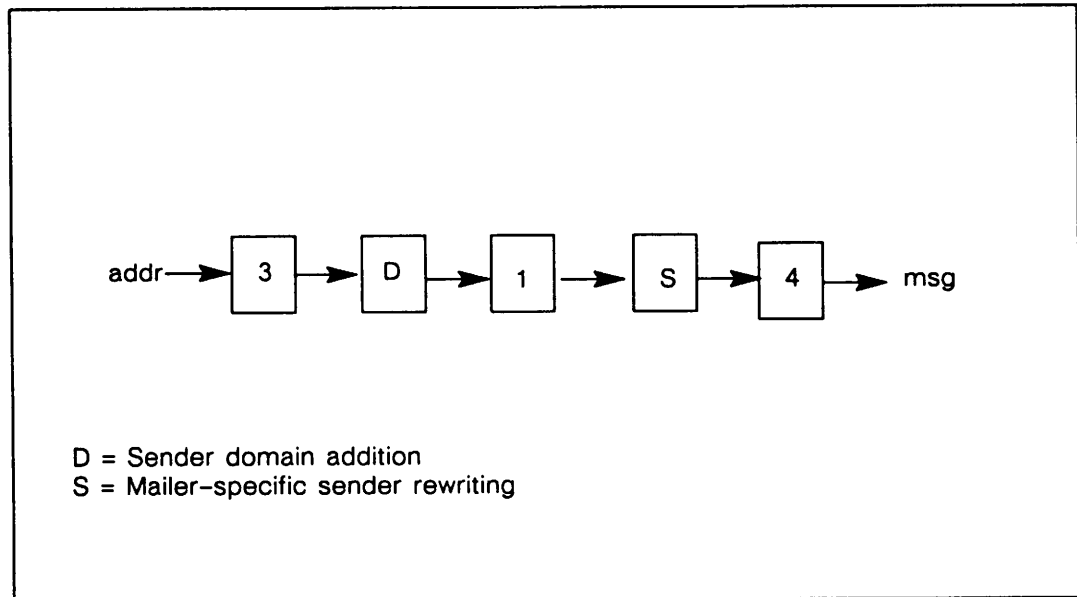 addr 3 D 1 S 4 msg
D = Sender domain addition
S = Mailer-specific sender rewriting